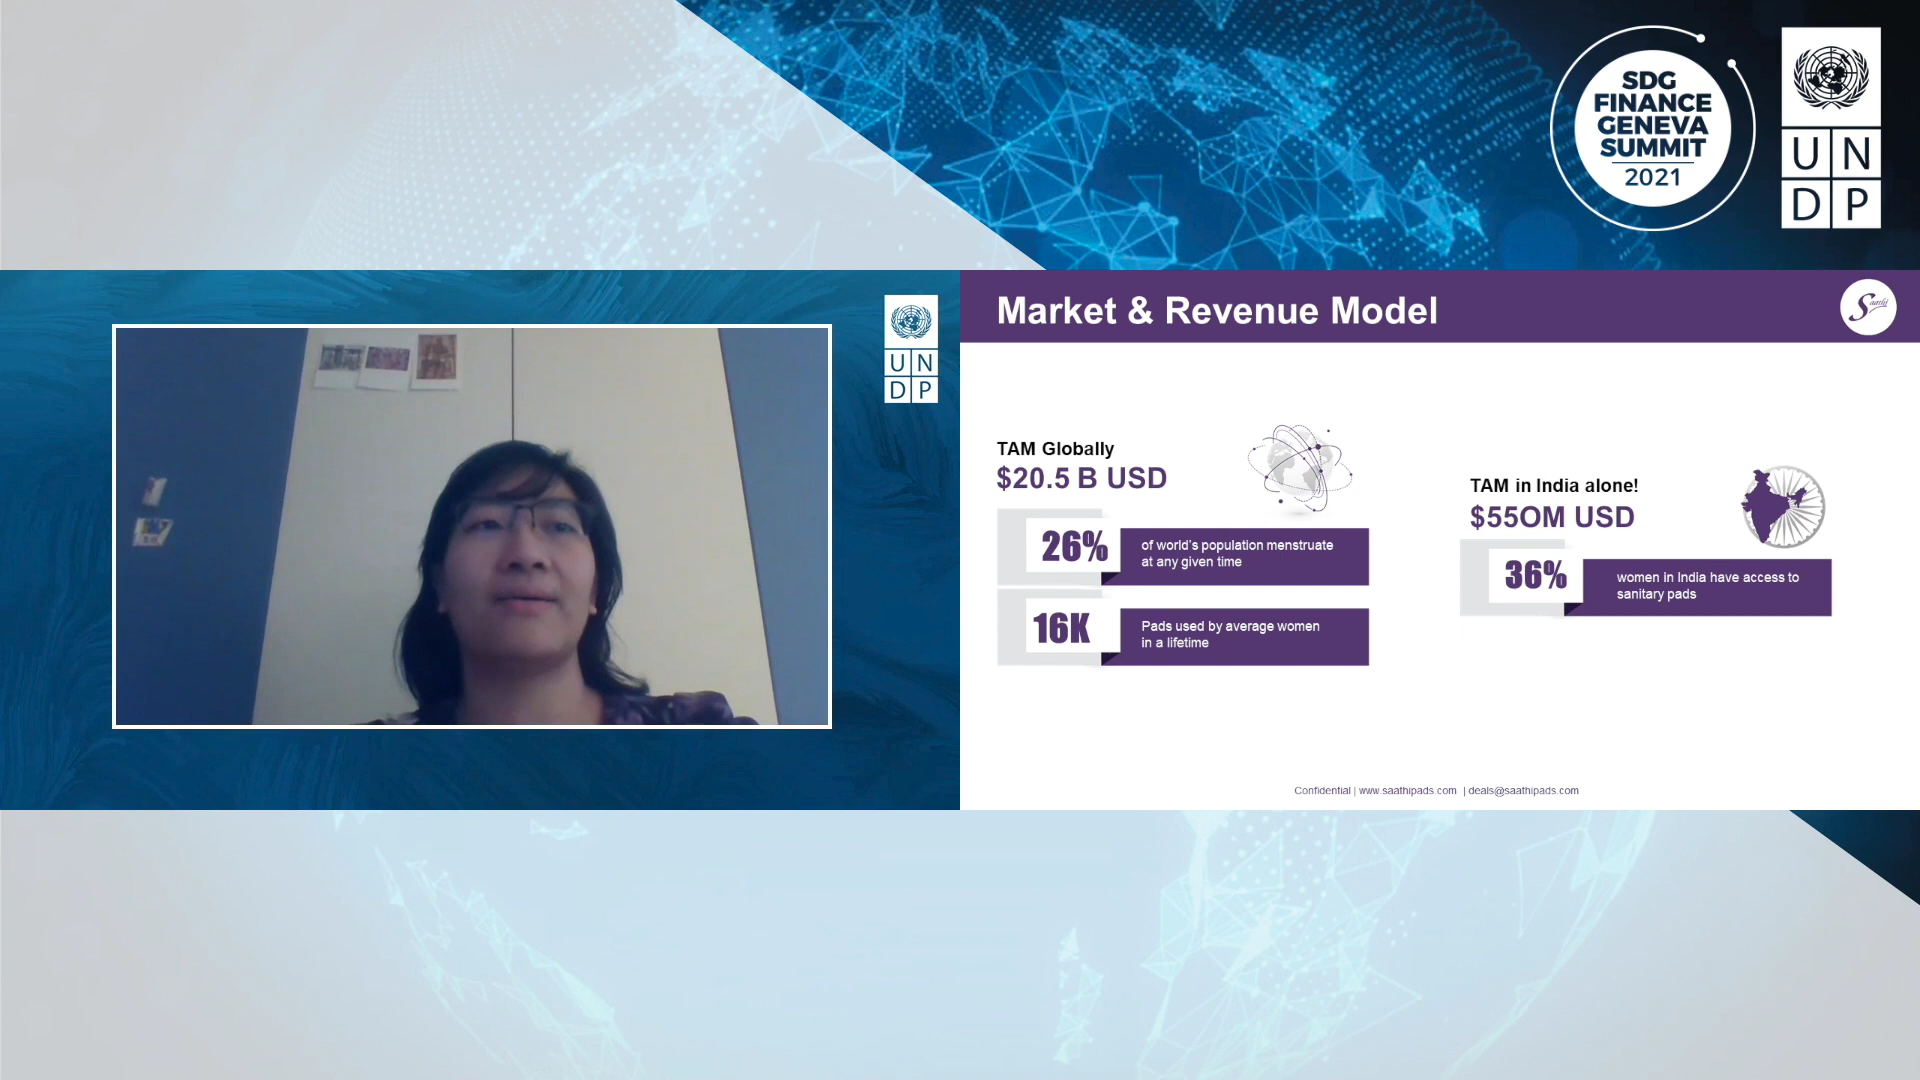 SDG
FINANCE
GENEVA
SUMMIT
2021
U N
D P
U N
D P
Market & Revenue Model
Saathi
TAM Globally
$20.5 B USD
26%
of world's population menstruate
at any given time
16K
Pads used by average women
in a lifetime
TAM in India alone!
$55OM USD
36%
women in India have access to
sanitary pads
Confidential | www.saathipads.com | deals@saathipads.com